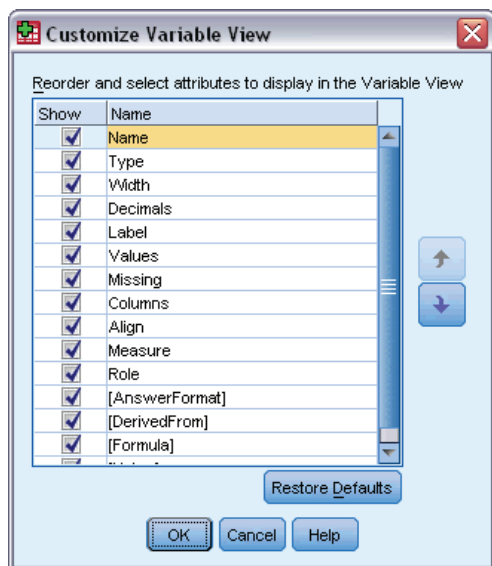 Customize Variable View
Reorder and select attributes to display in the Variable View
Show Name
Name
Type
Width
Decimals
Label
Values
Missing
Columns
Align
Measure
Role
[AnswerFormat]
[DerivedFrom]
[Formula]
Restore Defaults
OK Cancel Help